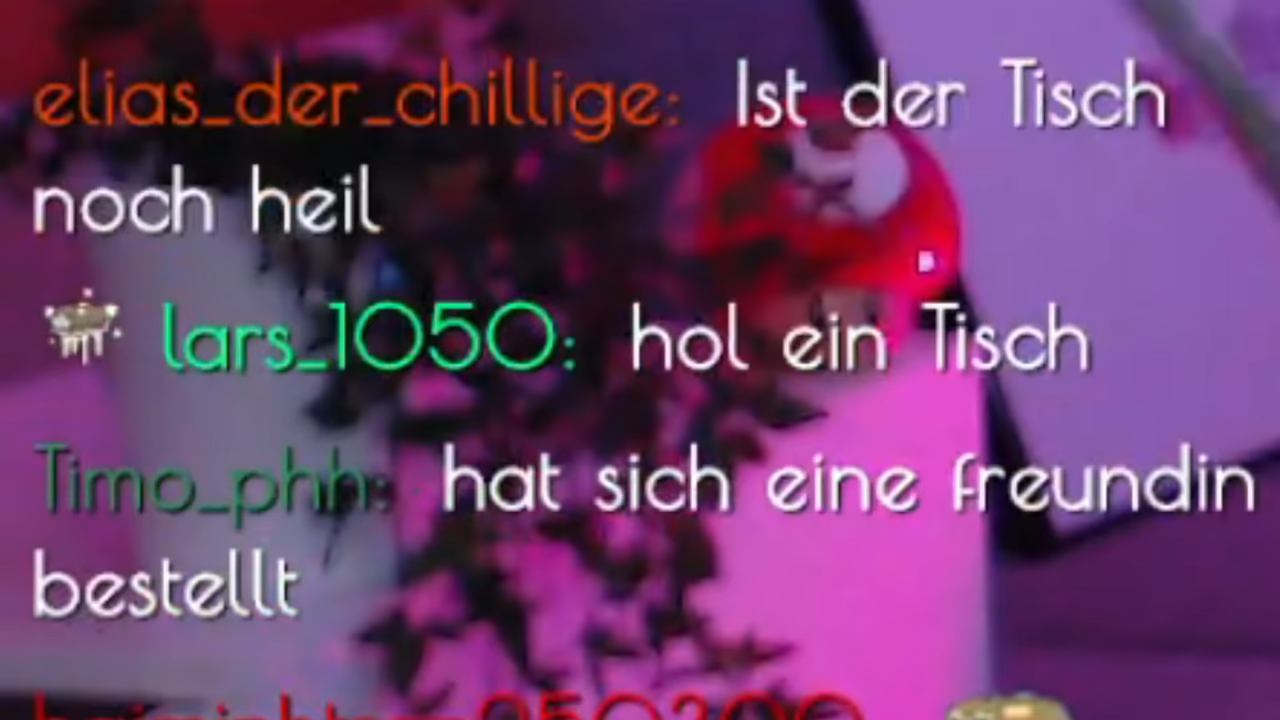 elias_der_chillige: Ist der Tisch
noch heil
lars_1050: hol ein Tisch
Timo_phh: hat sich eine freundin
bestellt